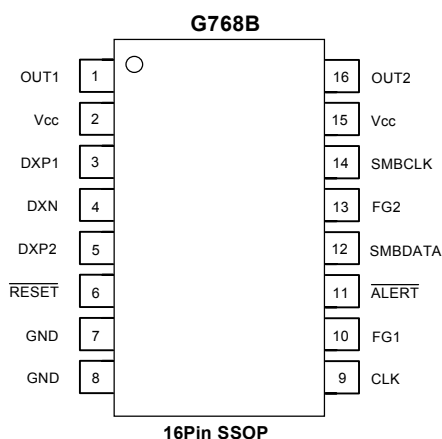 G768B
OUT1 1 16 OUT2
Vcc 2 15 Vcc
DXP1 3 14 SMBCLK
DXN 4 13 FG2
DXP2 5 12 SMBDATA
RESET 6 11 ALERT
GND 7 10 FG1
GND 8 9 CLK
16Pin SSOP